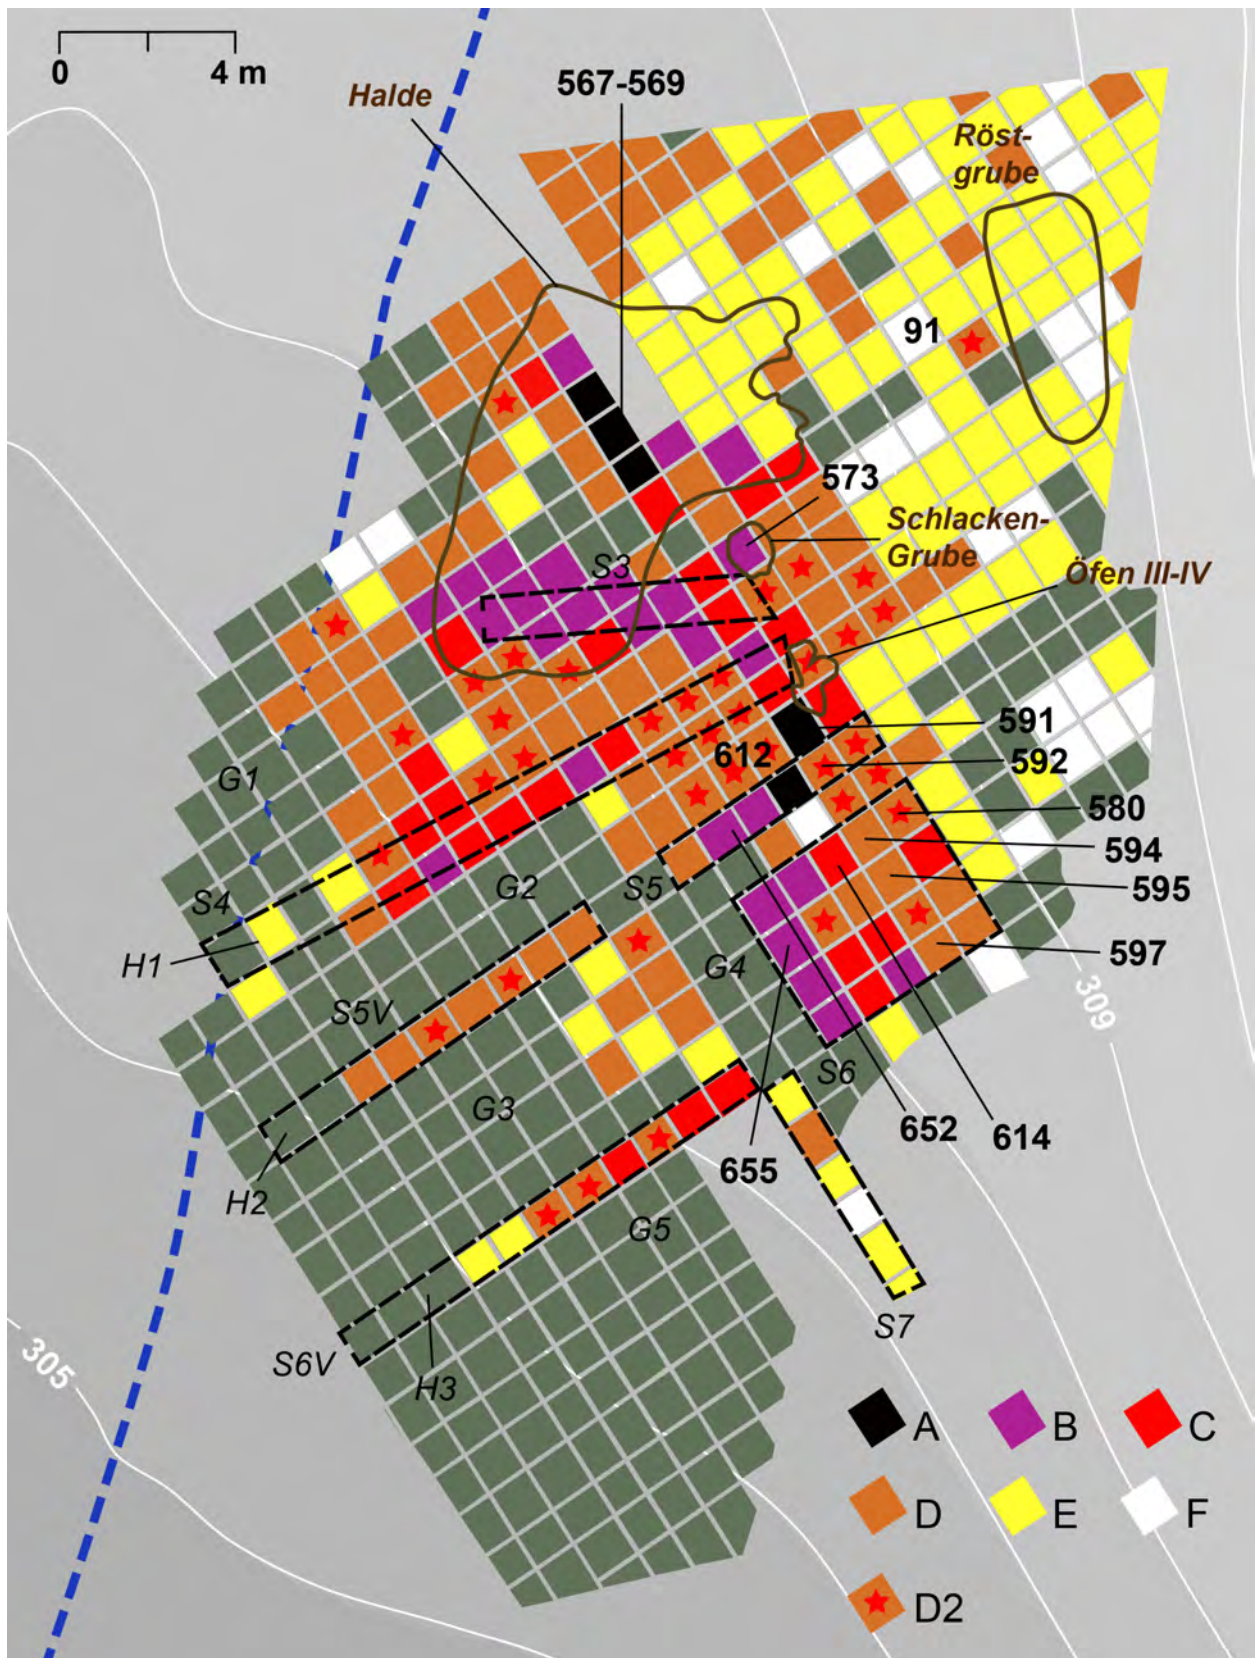 0 4 m
Halde
567-569
Röst-
grube
91
573
Schlacken-
Grube
S3
Öfen III-IV
591
612
592
G1
580
594
S4
G2
S5
595
H1
G4
597
S5V
309
S6
G3
652
614
655
H2
G5
S7
S6V
H3
305
A B C
D E F
D2